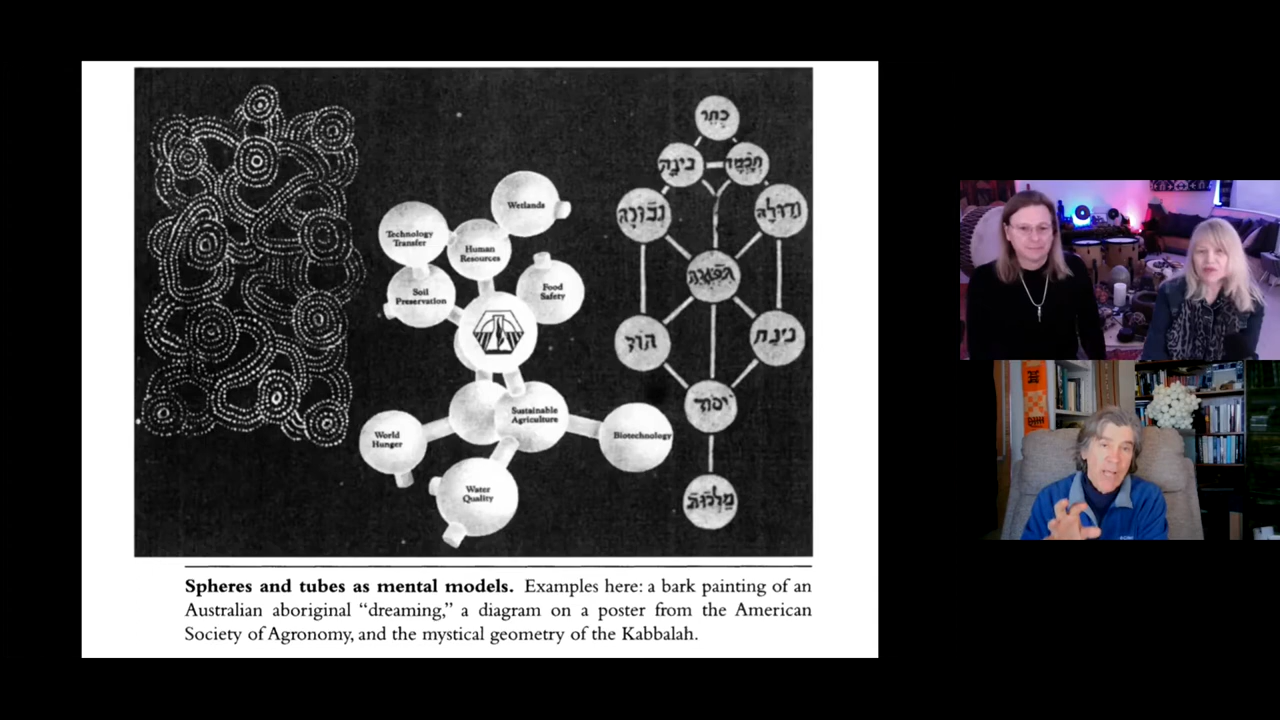 Wetlands
Technology
Transfer
Human
Resources
Soil
Preservation
Food
Safety
Sustainable
Agriculture
World
Hunger
Biotechnology
Water
Quality
כתר
בינה
חכמה
גבורה
גדולה
הוד
יסוד
מלכות
Spheres and tubes as mental models. Examples here: a bark painting of an
Australian aboriginal “dreaming,” a diagram on a poster from the American
Society of Agronomy, and the mystical geometry of the Kabbalah.